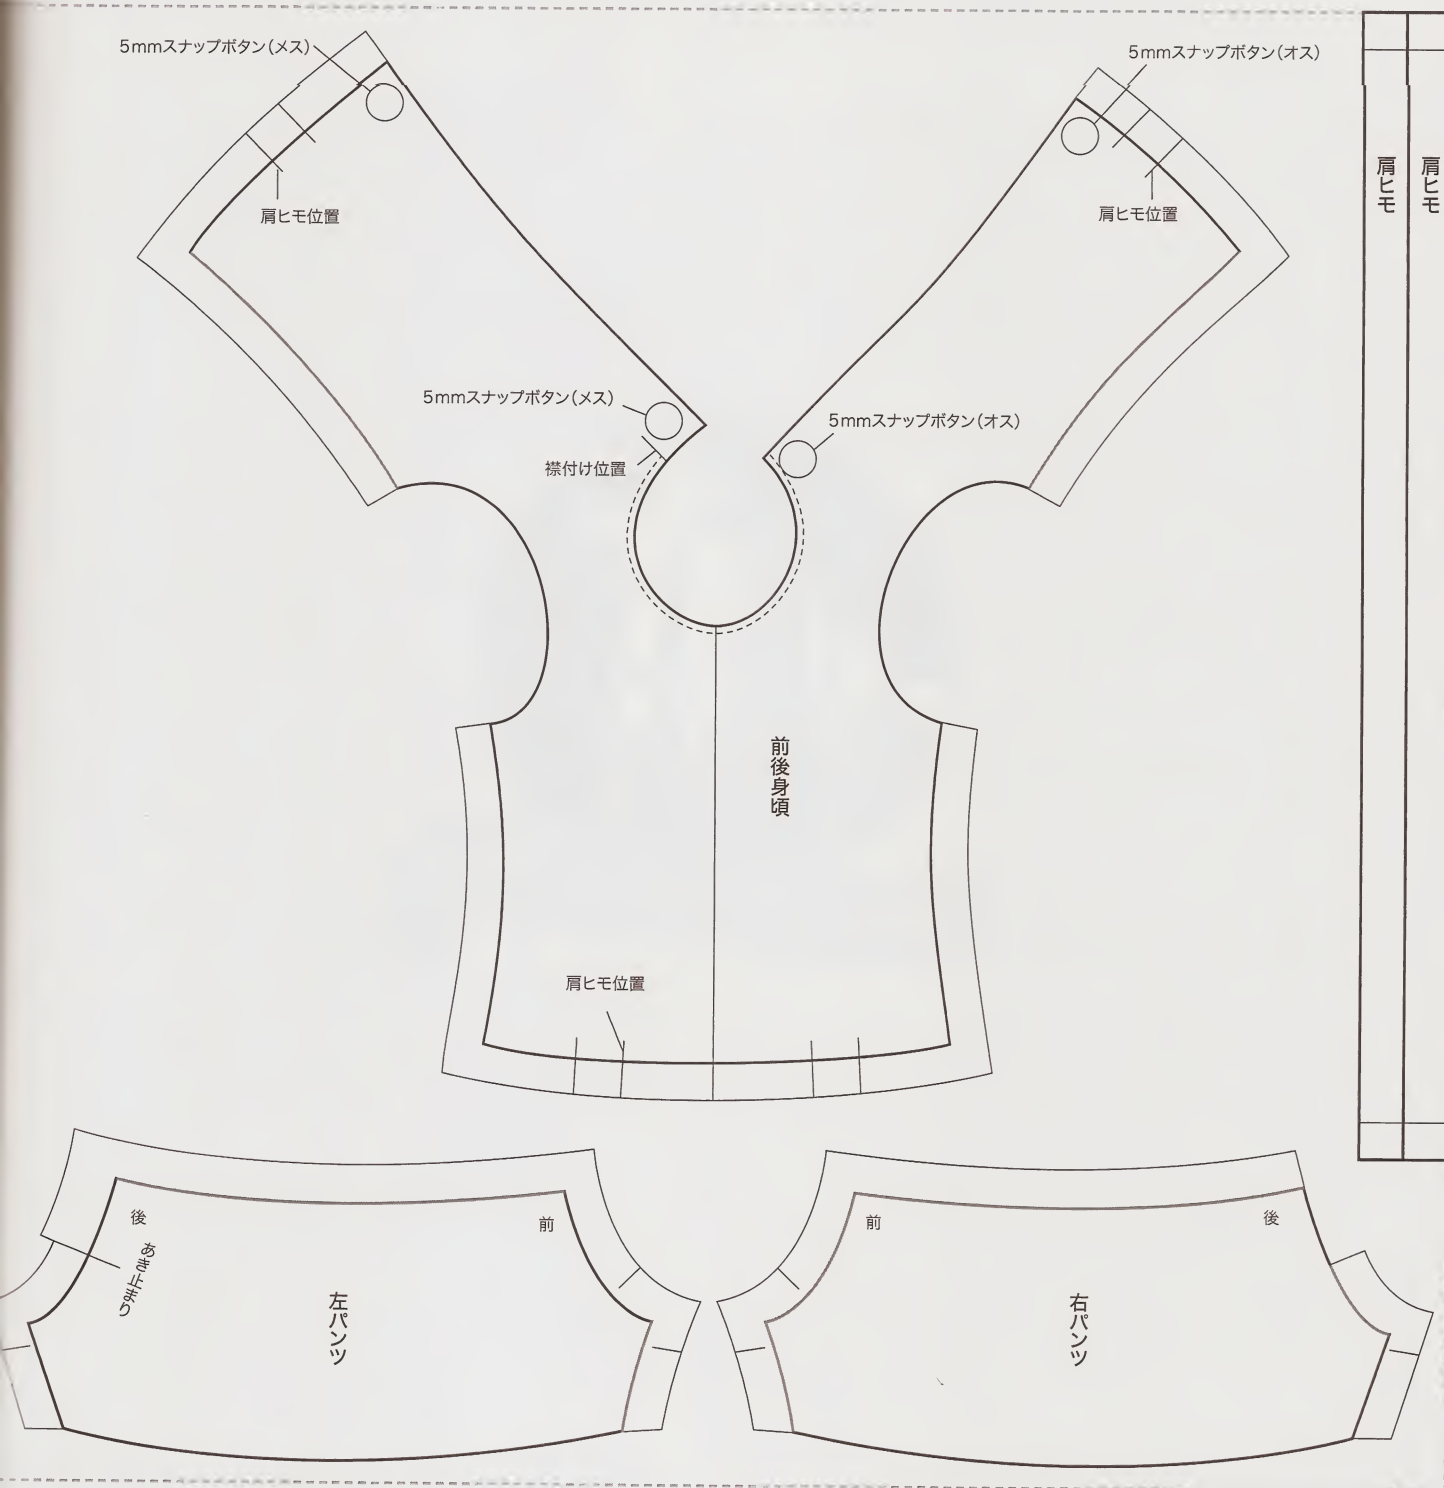 5mmスナップボタン(メス)
5mmスナップボタン(オス)
肩ヒモ位置
肩ヒモ位置
肩ヒモ
肩ヒモ
5mmスナップボタン(メス)
5mmスナップボタン(オス)
襟付け位置
前後身頃
肩ヒモ位置
後
前
あき止まり
左パンツ
前
後
右パンツ